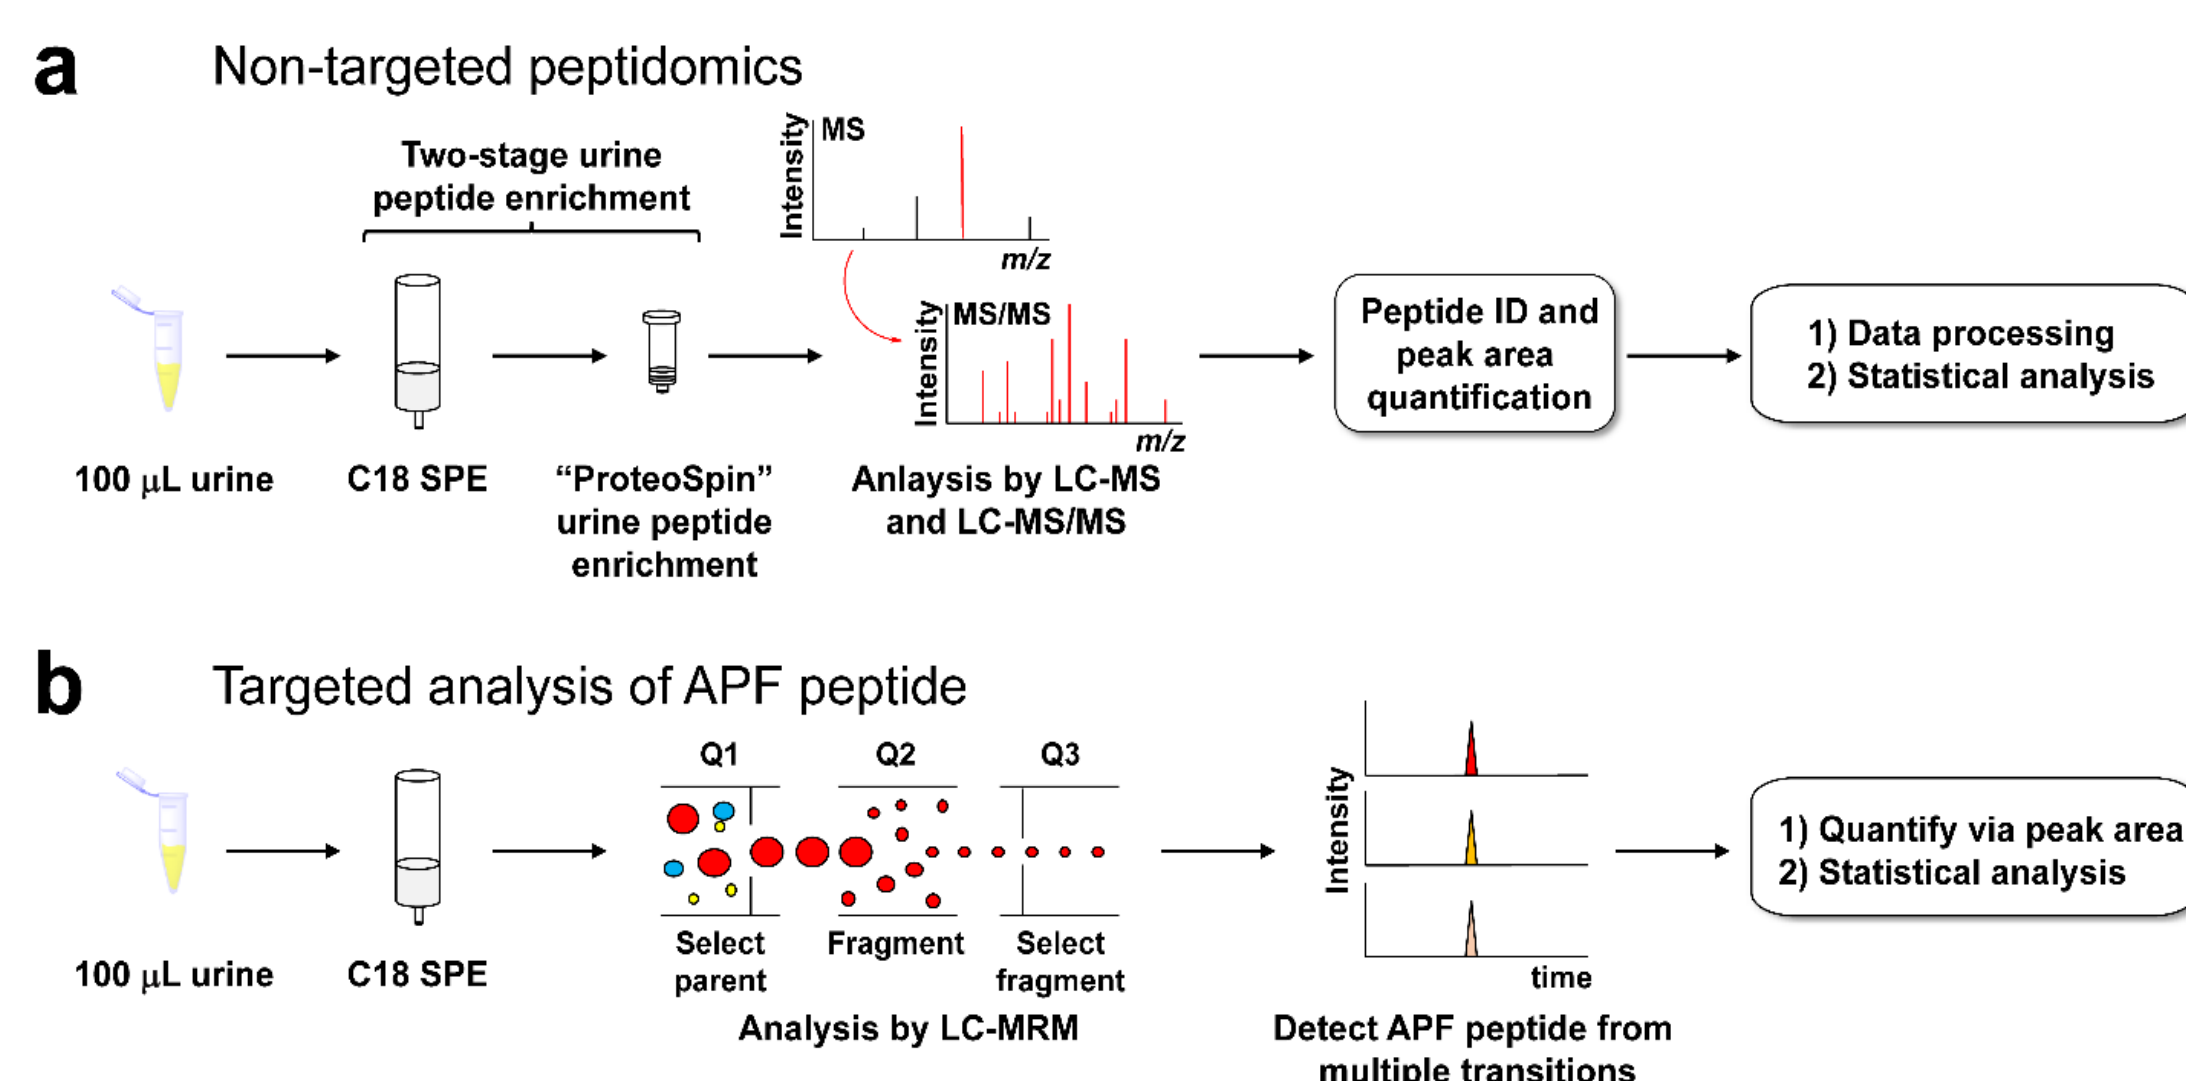 a Non-targeted peptidomics
Two-stage urine
peptide enrichment
Intensity
MS
m/z
Intensity
MS/MS
m/z
100 μL urine
C18 SPE
“ProteoSpin”
urine peptide
enrichment
Anlaysis by LC-MS
and LC-MS/MS
Peptide ID and
peak area
quantification
1) Data processing
2) Statistical analysis
b Targeted analysis of APF peptide
100 μL urine
C18 SPE
Q1 Q2 Q3
Select
parent
Fragment
Select
fragment
Analysis by LC-MRM
Intensity
time
Detect APF peptide from
multiple transitions
1) Quantify via peak area
2) Statistical analysis